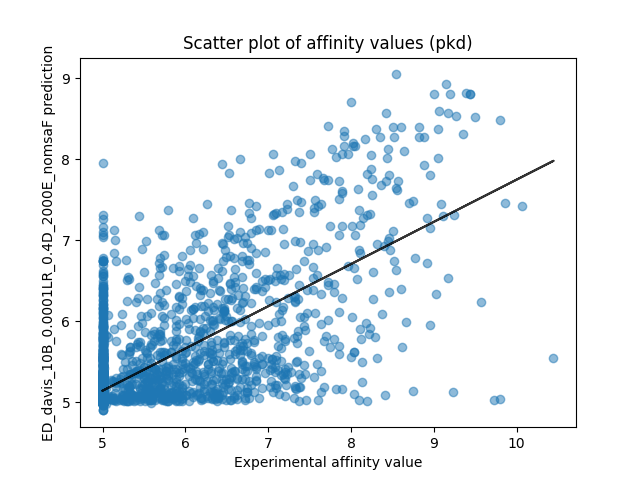 Scatter plot of affinity values (pkd)
ED_davis_10B_0.0001LR_0.4D_2000E_nomsaF prediction
9
8
7
6
5
5 6 7 8 9 10
Experimental affinity value